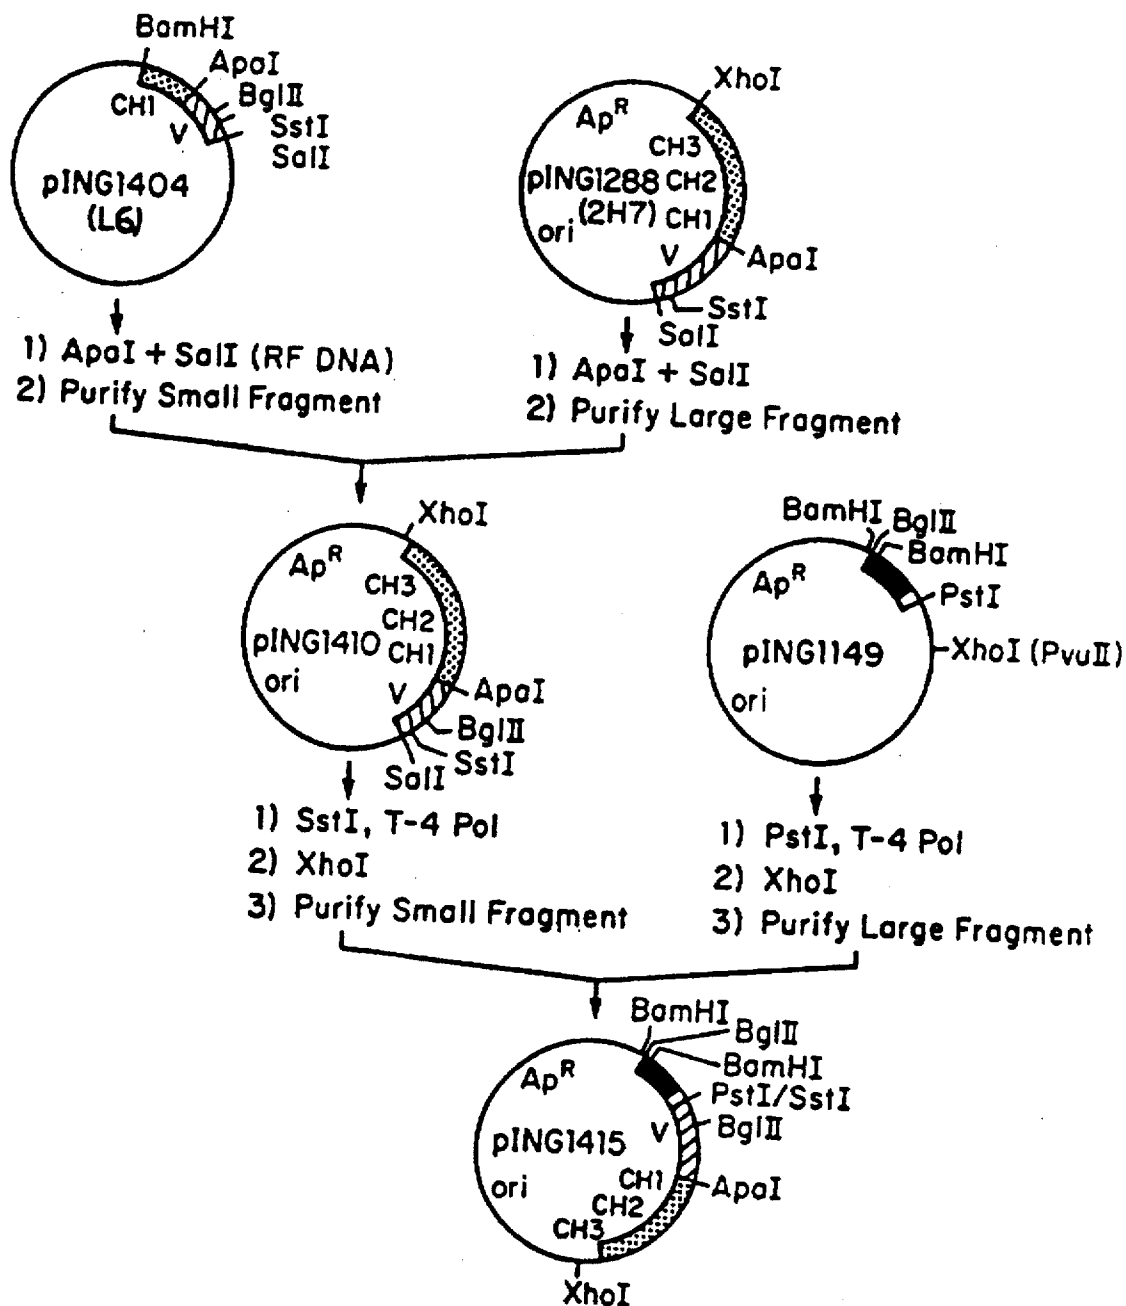 BamHI
ApaI
BglII
SstI
SalI
CH1
V
pING1404
(L6)
XhoI
Ap^R
CH3
pING1288 CH2
(2H7) CH1
ori
V
ApaI
SstI
SalI
1) ApaI + SalI (RF DNA)
2) Purify Small Fragment
1) ApaI + SalI
2) Purify Large Fragment
XhoI
Ap^R
CH3
CH2
pING1410 CH1
ori
V
ApaI
BglII
SstI
SalI
BamHI
BglII
BamHI
Ap^R
PstI
pING1149
XhoI (PvuII)
ori
1) SstI, T-4 Pol
2) XhoI
3) Purify Small Fragment
1) PstI, T-4 Pol
2) XhoI
3) Purify Large Fragment
BamHI
BglII
BamHI
Ap^R
PstI/SstI
V
BglII
pING1415
ori
CH1
ApaI
CH2
CH3
XhoI